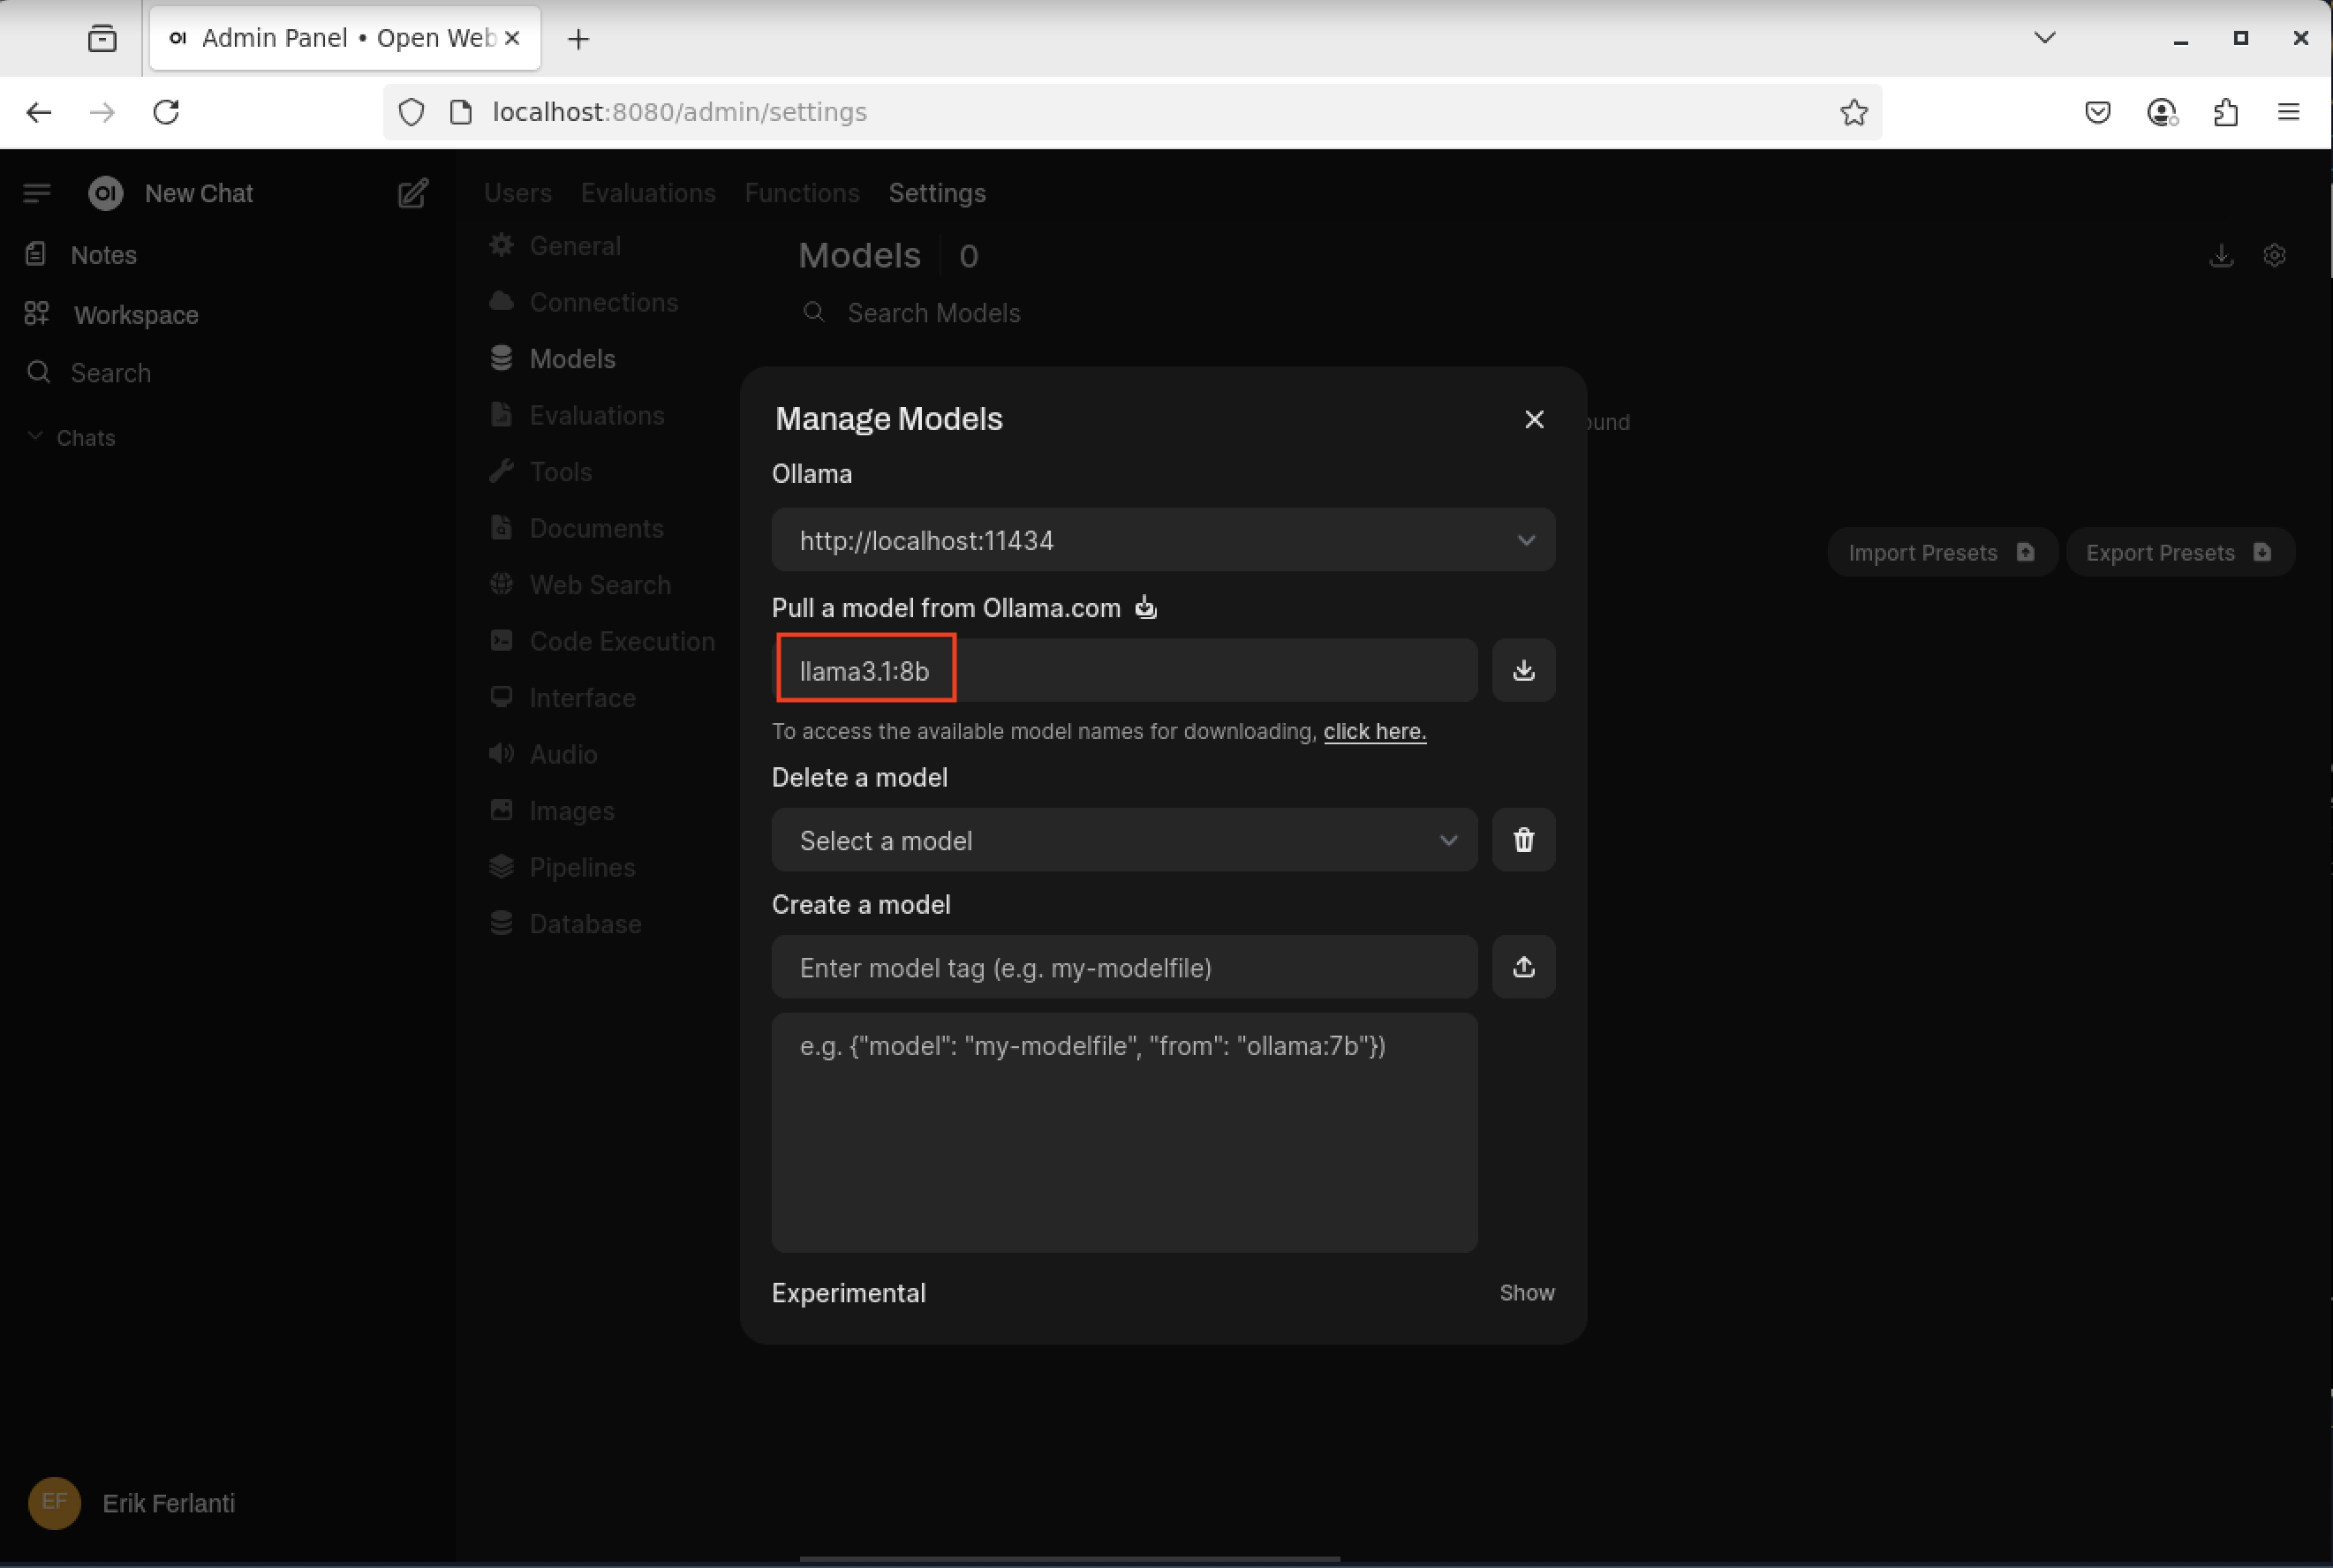 OI Admin Panel • Open Web
localhost:8080/admin/settings
OI New Chat
Notes
Workspace
Search
Chats
Users Evaluations Functions Settings
General
Connections
Models
Evaluations
Tools
Documents
Web Search
Code Execution
Interface
Audio
Images
Pipelines
Database
Models 0
Search Models
ound
Import Presets Export Presets
Manage Models
Ollama
http://localhost:11434
Pull a model from Ollama.com
llama3.1:8b
To access the available model names for downloading, click here.
Delete a model
Select a model
Create a model
Enter model tag (e.g. my-modelfile)
e.g. {"model": "my-modelfile", "from": "ollama:7b"})
Experimental Show
EF Erik Ferlanti